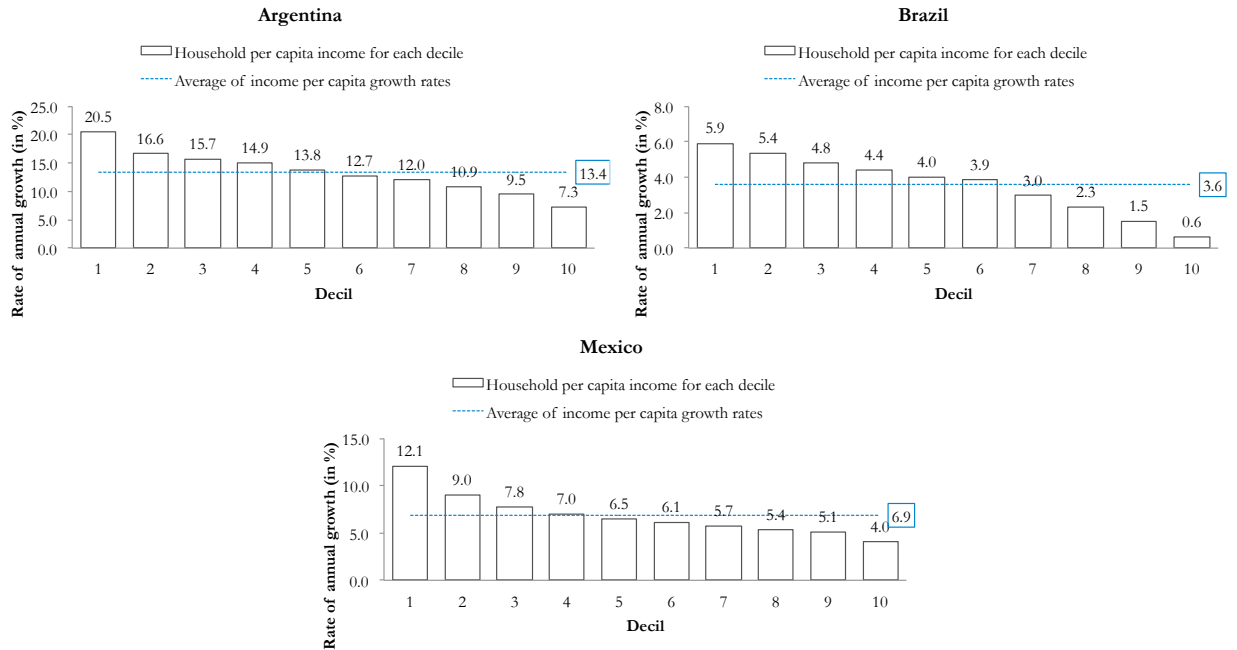 Argentina
Household per capita income for each decile
Average of income per capita growth rates
Rate of annual growth (in %)
25.0
20.0
15.0
10.0
5.0
0.0
20.5
16.6
15.7
14.9
13.8
12.7
12.0
10.9
9.5
7.3
13.4
1 2 3 4 5 6 7 8 9 10
Decil
Brazil
Household per capita income for each decile
Average of income per capita growth rates
Rate of annual growth (in %)
8.0
6.0
4.0
2.0
0.0
5.9
5.4
4.8
4.4
4.0
3.9
3.0
2.3
1.5
0.6
3.6
1 2 3 4 5 6 7 8 9 10
Decil
Mexico
Household per capita income for each decile
Average of income per capita growth rates
Rate of annual growth (in %)
15.0
10.0
5.0
0.0
12.1
9.0
7.8
7.0
6.5
6.1
5.7
5.4
5.1
4.0
6.9
1 2 3 4 5 6 7 8 9 10
Decil